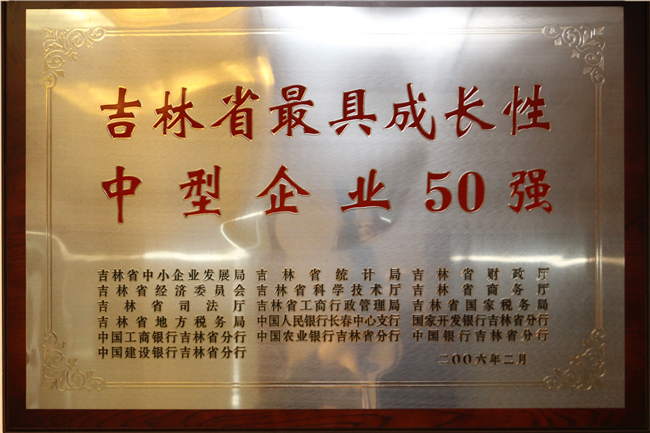 吉林省最具成长性
中型企业50强
吉林省中小企业发展局 吉林省统计局 吉林省财政厅
吉林省经济委员会 吉林省科学技术厅 吉林省商务厅
吉林省司法厅 吉林省工商行政管理局 吉林省国家税务局
吉林省地方税务局 中国人民银行长春中心支行 国家开发银行吉林省分行
中国工商银行吉林省分行 中国农业银行吉林省分行 中国银行吉林省分行
中国建设银行吉林省分行 二〇〇六年二月